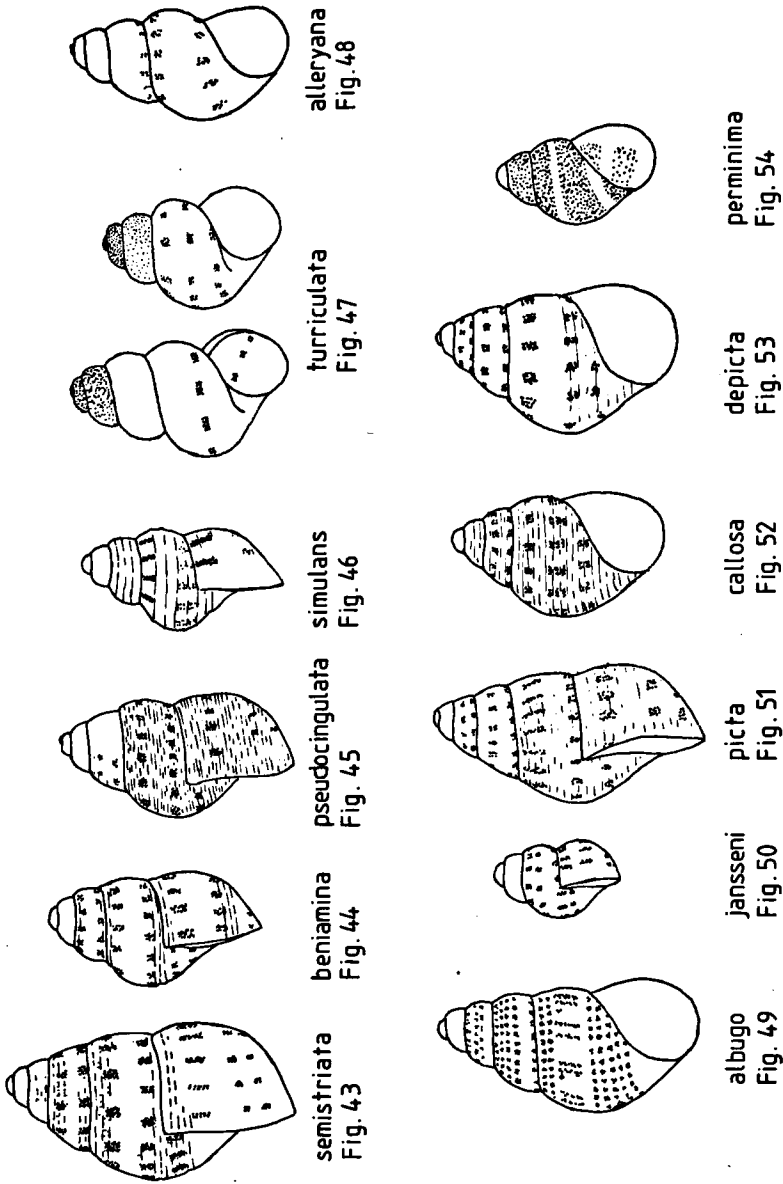 semistriata
Fig. 43
beniamina
Fig. 44
pseudocingulata
Fig. 45
simulans
Fig. 46
turriculata
Fig. 47
alleryana
Fig. 48
albugo
Fig. 49
jansseni
Fig. 50
picta
Fig. 51
callosa
Fig. 52
depicta
Fig. 53
perminima
Fig. 54